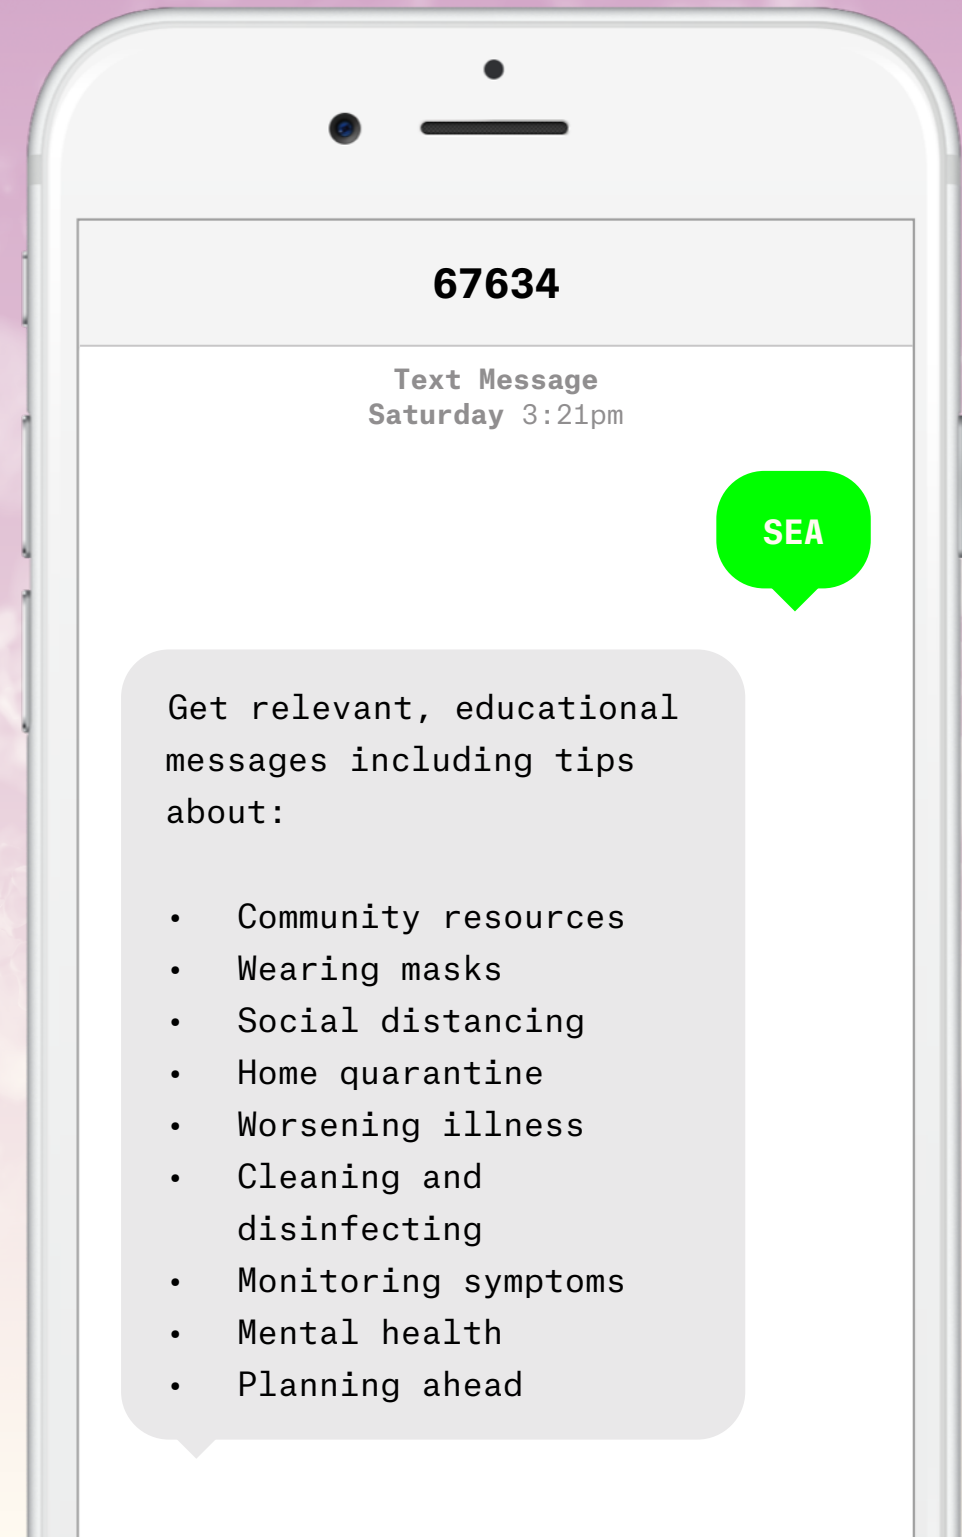 67634
Text Message
Saturday 3:21pm
SEA
Get relevant, educational
messages including tips
about:
• Community resources
• Wearing masks
• Social distancing
• Home quarantine
• Worsening illness
• Cleaning and
disinfecting
• Monitoring symptoms
• Mental health
• Planning ahead